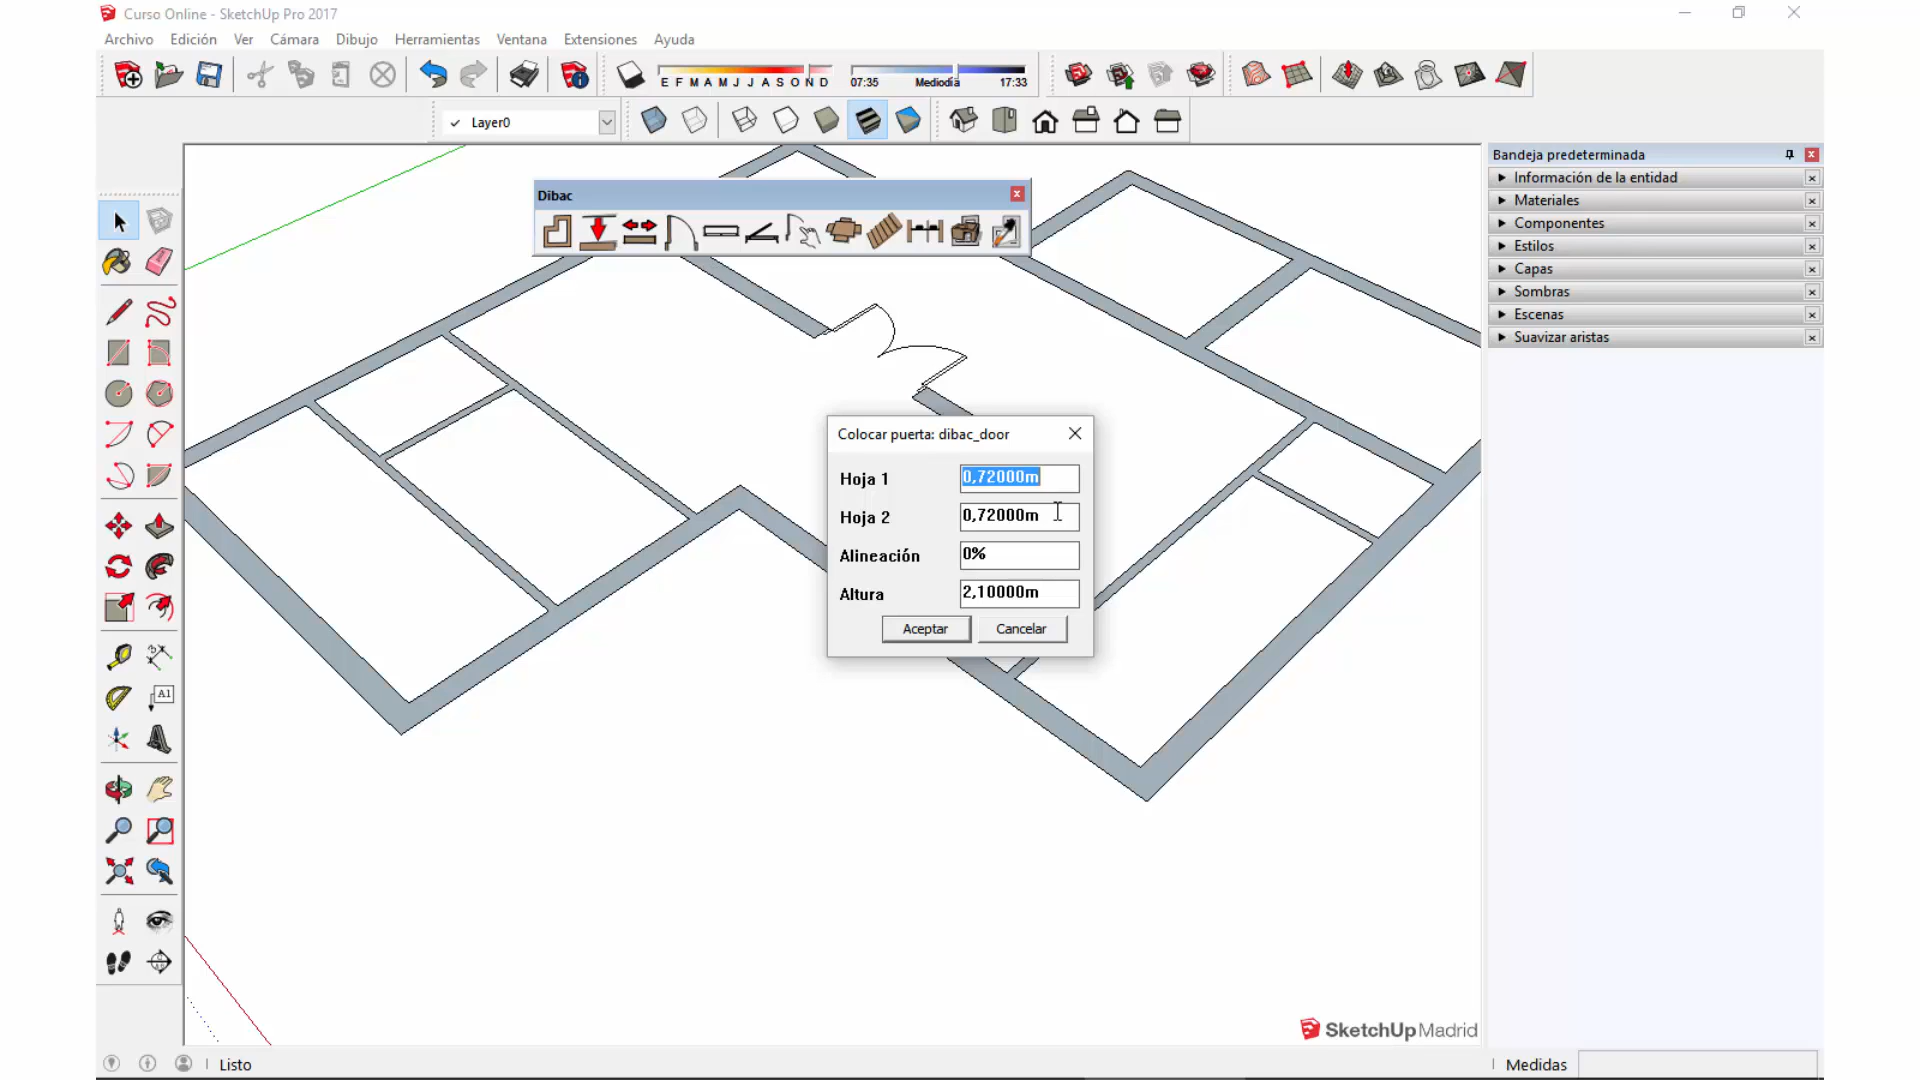 Curso Online - SketchUp Pro 2017
Archivo Edición Ver Cámara Dibujo Herramientas Ventana Extensiones Ayuda
E F M A M J J A S O N D
07:35 Mediodía 17:33
Layer0
Bandeja predeterminada
Información de la entidad
Materiales
Componentes
Estilos
Capas
Sombras
Escenas
Suavizar aristas
Dibac
Colocar puerta: dibac_door
Hoja 1 0,72000m
Hoja 2 0,72000m
Alineación 0%
Altura 2,10000m
Aceptar Cancelar
A1
SketchUp Madrid
Listo
Medidas